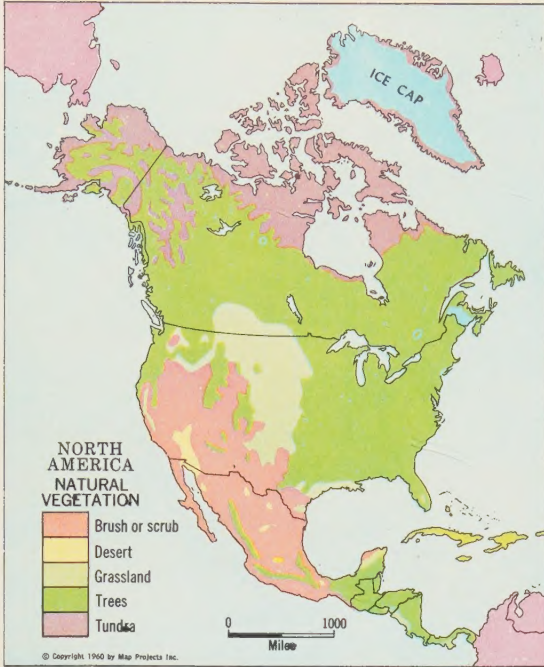 ICE CAP
NORTH
AMERICA
NATURAL
VEGETATION
Brush or scrub
Desert
Grassland
Trees
Tundra
0 1000
Miles
© Copyright 1960 by Map Projects Inc.